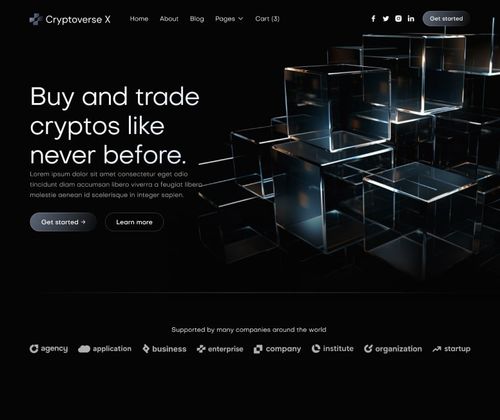 Cryptoverse X
Home About Blog Pages Cart (3)
Get started
Buy and trade
cryptos like
never before.
Lorem ipsum dolor sit amet consectetur eget odio
tincidunt diam accumsan libero viverra a feugiat libero
molestie aenean id scelerisque in integer sapien.
Get started → Learn more
Supported by many companies around the world
agency application business enterprise company institute organization startup